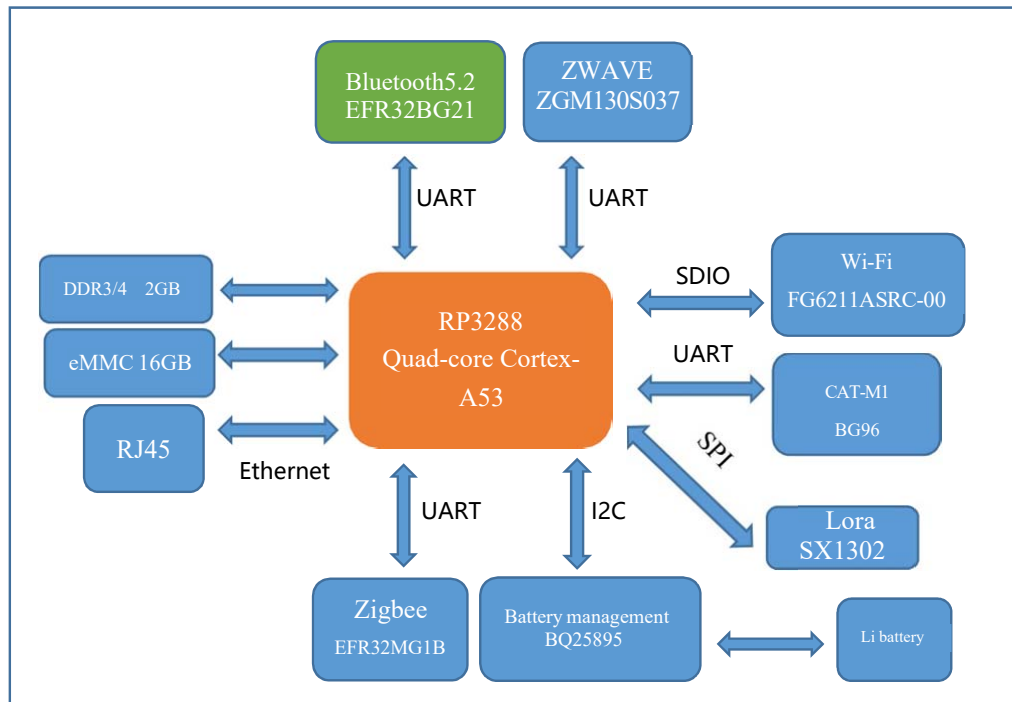 Bluetooth5.2
EFR32BG21
ZWAVE
ZGM130S037
UART
UART
DDR3/4 2GB
eMMC 16GB
RJ45
Ethernet
RP3288
Quad-core Cortex-
A53
SDIO
Wi-Fi
FG6211ASRC-00
UART
CAT-M1
BG96
SPI
Lora
SX1302
UART
I2C
Zigbee
EFR32MG1B
Battery management
BQ25895
Li battery